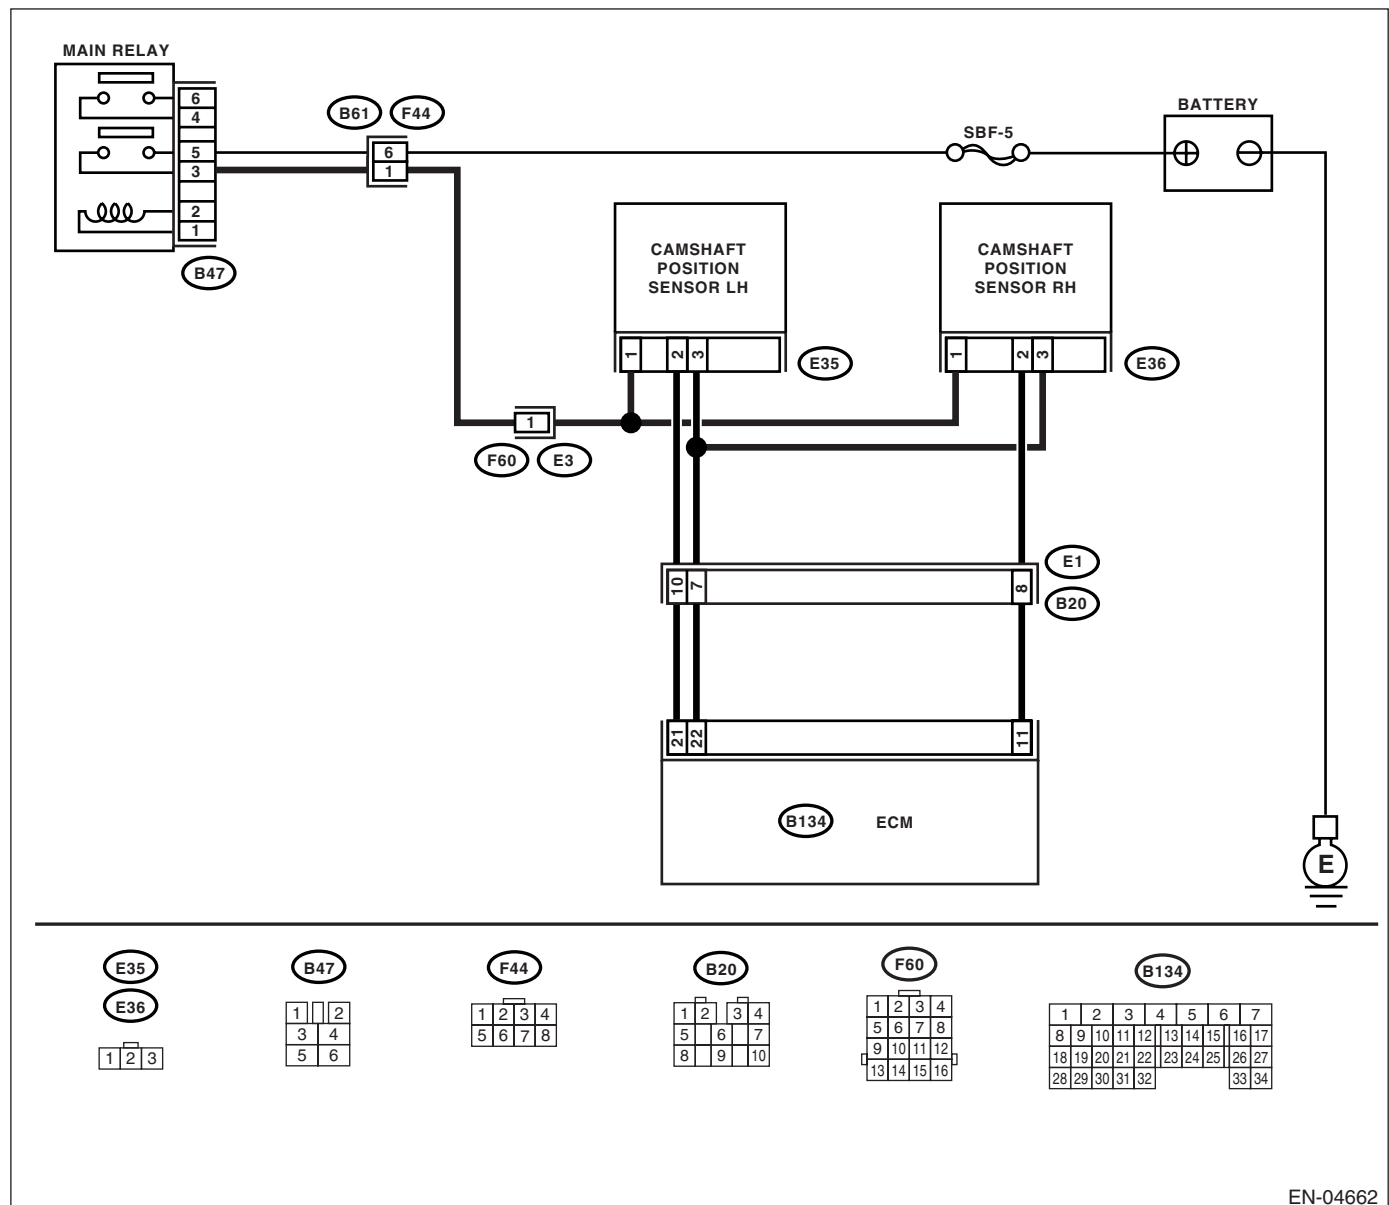 MAIN RELAY
6
4
5
3
2
1
B47
B61 F44
6
1
SBF-5
BATTERY
CAMSHAFT
POSITION
SENSOR LH
1 2 3
E35
CAMSHAFT
POSITION
SENSOR RH
1 2 3
E36
1
F60 E3
E1
10 7 8
B20
21 22 11
B134 ECM
E
E35
E36
1 2 3
B47
1 2
3 4
5 6
F44
1 2 3 4
5 6 7 8
B20
1 2 3 4
5 6 7
8 9 10
F60
1 2 3 4
5 6 7 8
9 10 11 12
13 14 15 16
B134
1 2 3 4 5 6 7
8 9 10 11 12 13 14 15 16 17
18 19 20 21 22 23 24 25 26 27
28 29 30 31 32 33 34
EN-04662